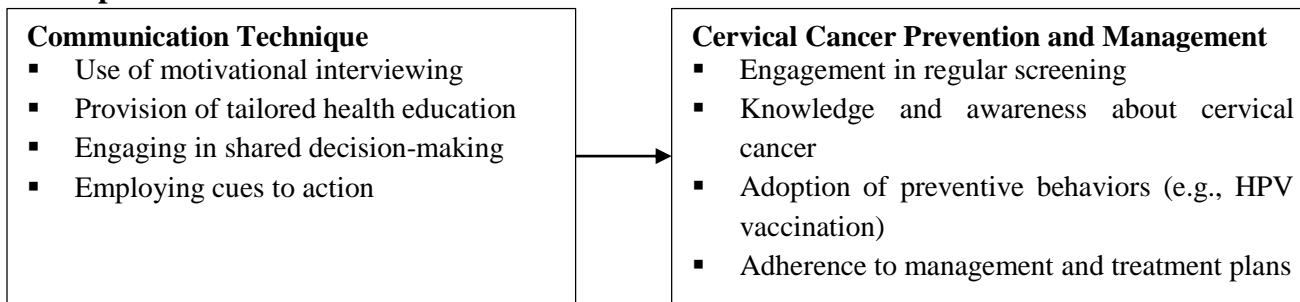 Communication Technique
▪ Use of motivational interviewing
▪ Provision of tailored health education
▪ Engaging in shared decision-making
▪ Employing cues to action
Cervical Cancer Prevention and Management
▪ Engagement in regular screening
▪ Knowledge and awareness about cervical
cancer
▪ Adoption of preventive behaviors (e.g., HPV
vaccination)
▪ Adherence to management and treatment plans